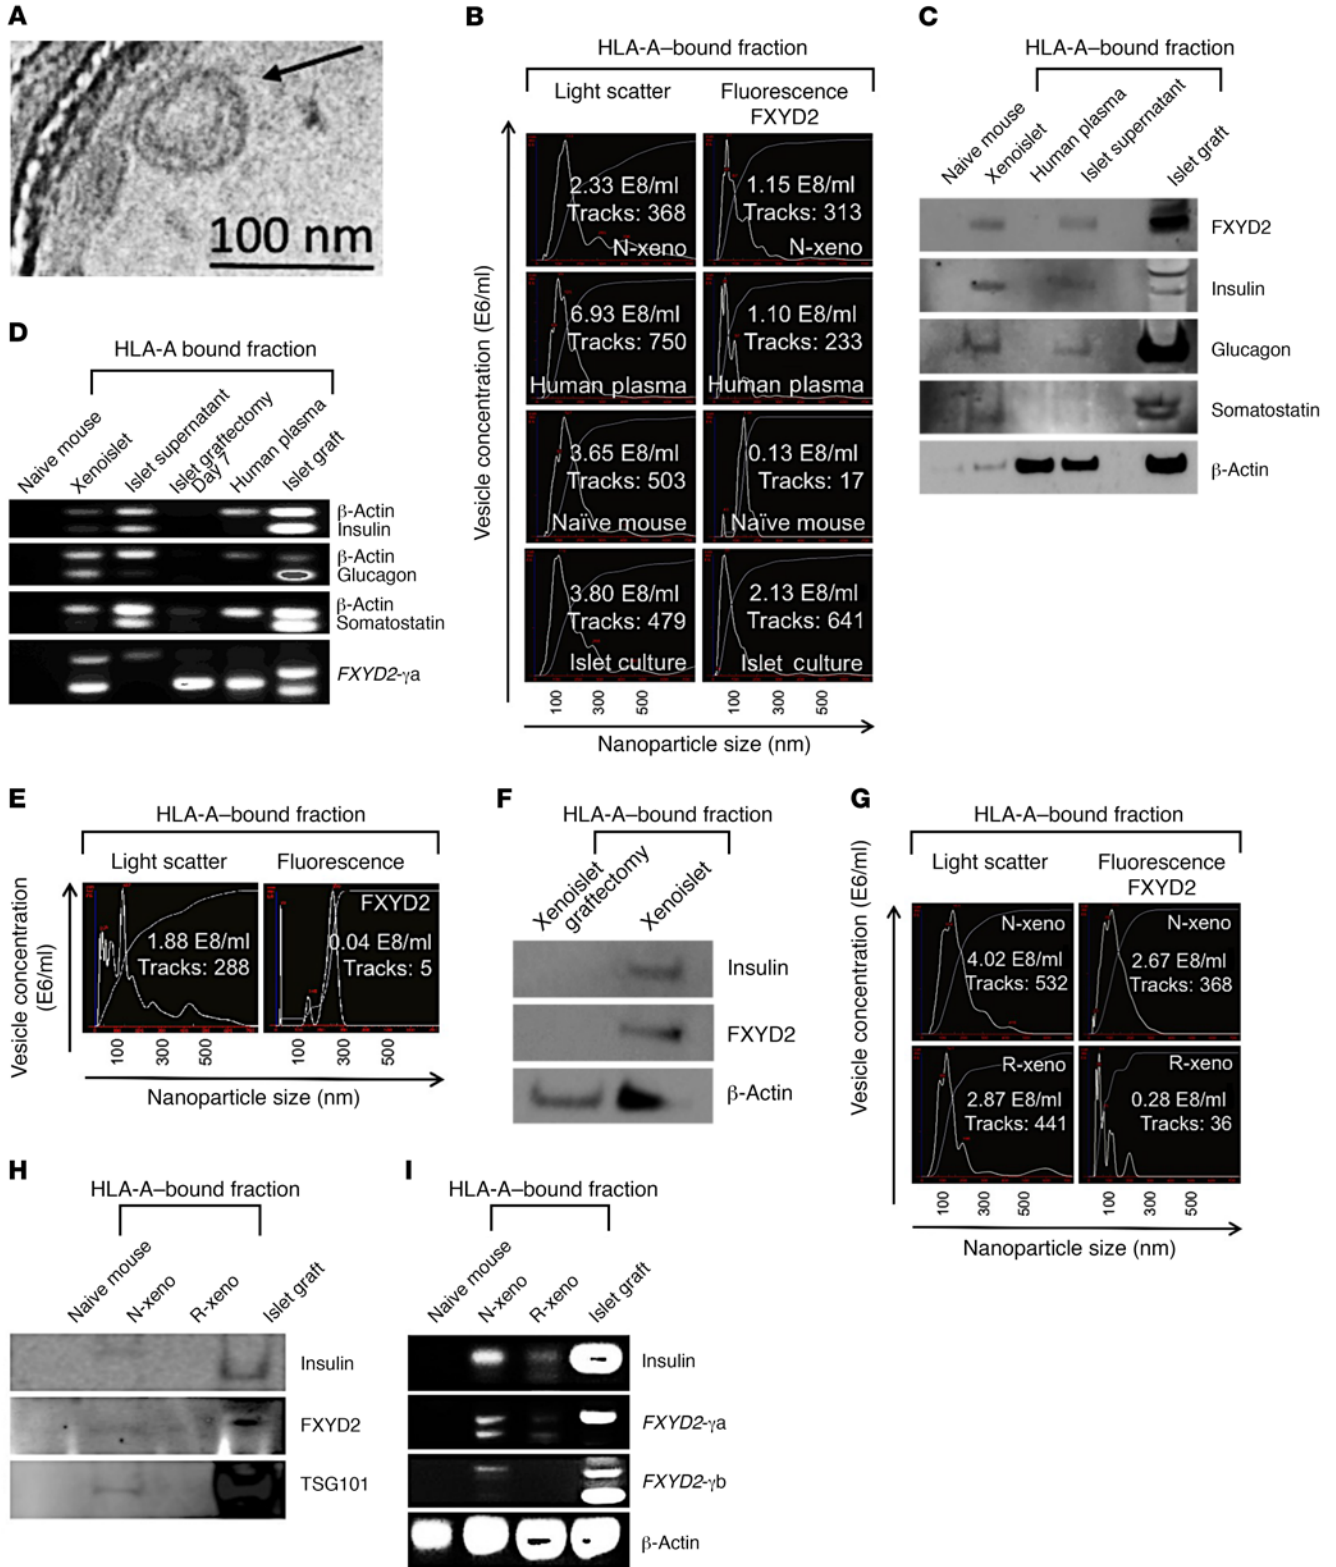 A
100 nm
B
HLA-A–bound fraction
Light scatter
Fluorescence
FXYD2
Vesicle concentration (E6/ml)
2.33 E8/ml
Tracks: 368
N-xeno
1.15 E8/ml
Tracks: 313
N-xeno
6.93 E8/ml
Tracks: 750
Human plasma
1.10 E8/ml
Tracks: 233
Human plasma
3.65 E8/ml
Tracks: 503
Naïve mouse
0.13 E8/ml
Tracks: 17
Naïve mouse
3.80 E8/ml
Tracks: 479
Islet culture
2.13 E8/ml
Tracks: 641
Islet culture
100 300 500 100 300 500
Nanoparticle size (nm)
C
HLA-A–bound fraction
Naive mouse
Xenoislet
Human plasma
Islet supernatant
Islet graft
FXYD2
Insulin
Glucagon
Somatostatin
β-Actin
D
HLA-A bound fraction
Naive mouse
Xenoislet
Islet supernatant
Islet graftectomy
Day 7
Human plasma
Islet graft
β-Actin
Insulin
β-Actin
Glucagon
β-Actin
Somatostatin
FXYD2-γa
E
HLA-A–bound fraction
Light scatter
Fluorescence
Vesicle concentration
(E6/ml)
1.88 E8/ml
Tracks: 288
FXYD2
0.04 E8/ml
Tracks: 5
100 300 500 100 300 500
Nanoparticle size (nm)
F
HLA-A–bound fraction
Xenoislet
graftectomy
Xenoislet
Insulin
FXYD2
β-Actin
G
HLA-A–bound fraction
Light scatter
Fluorescence
FXYD2
Vesicle concentration (E6/ml)
N-xeno
4.02 E8/ml
Tracks: 532
N-xeno
2.67 E8/ml
Tracks: 368
R-xeno
2.87 E8/ml
Tracks: 441
R-xeno
0.28 E8/ml
Tracks: 36
100 300 500 100 300 500
Nanoparticle size (nm)
H
HLA-A–bound fraction
Naive mouse
N-xeno
R-xeno
Islet graft
Insulin
FXYD2
TSG101
I
HLA-A–bound fraction
Naive mouse
N-xeno
R-xeno
Islet graft
Insulin
FXYD2-γa
FXYD2-γb
β-Actin